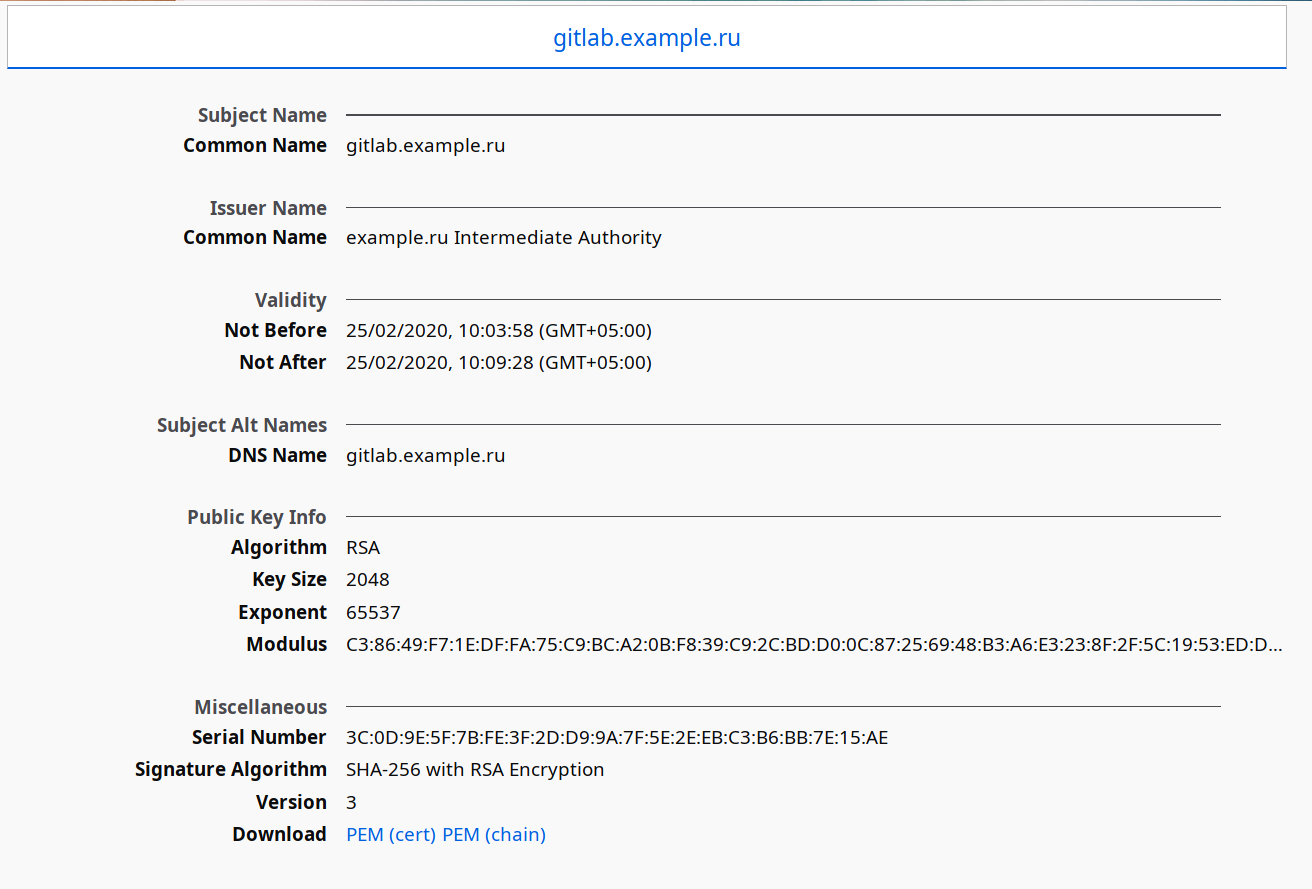 gitlab.example.ru
Subject Name
Common Name gitlab.example.ru
Issuer Name
Common Name example.ru Intermediate Authority
Validity
Not Before 25/02/2020, 10:03:58 (GMT+05:00)
Not After 25/02/2020, 10:09:28 (GMT+05:00)
Subject Alt Names
DNS Name gitlab.example.ru
Public Key Info
Algorithm RSA
Key Size 2048
Exponent 65537
Modulus C3:86:49:F7:1E:DF:FA:75:C9:BC:A2:0B:F8:39:C9:2C:BD:D0:0C:87:25:69:48:B3:A6:E3:23:8F:2F:5C:19:53:ED:D...
Miscellaneous
Serial Number 3C:0D:9E:5F:7B:FE:3F:2D:D9:9A:7F:5E:2E:EB:C3:B6:BB:7E:15:AE
Signature Algorithm SHA-256 with RSA Encryption
Version 3
Download PEM (cert) PEM (chain)